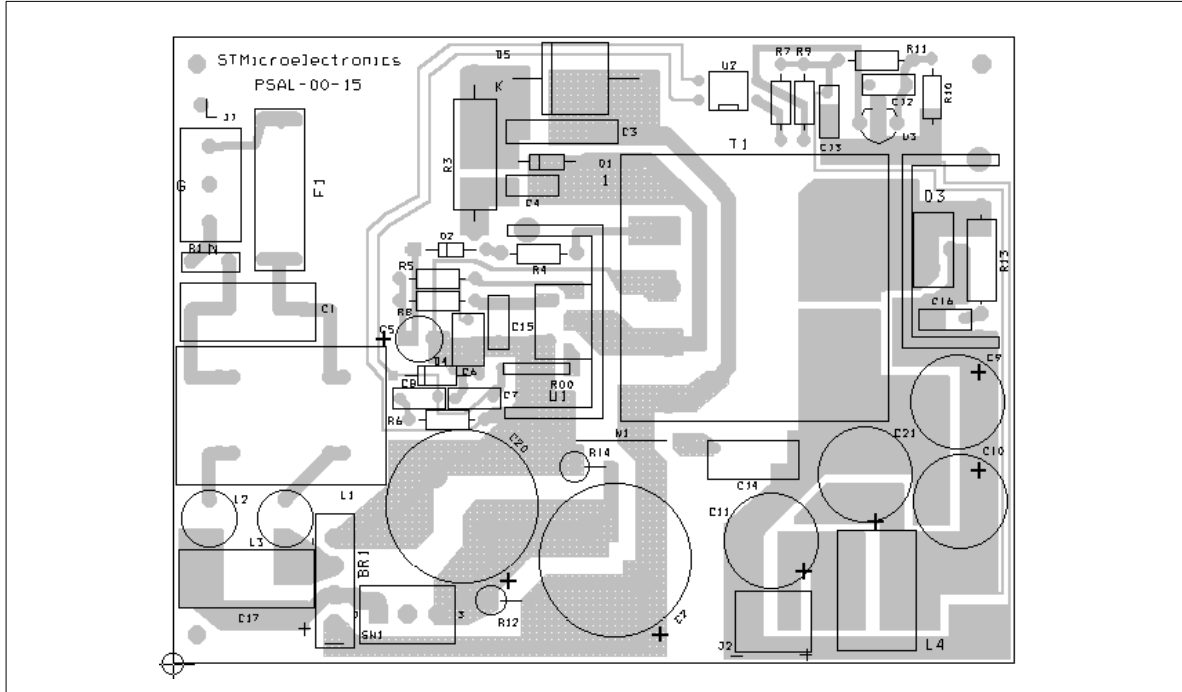 STMicroelectronics
PSAL-00-15
D5
K
U2
R7 R9
R11
R10
C12
C13
U3
J1
G
F1
R3
C3
T1
D1
1
C4
D3
R13
C16
D2
R4
R5
R8
C15
C5
C1
D4
C6
C8
C7
R00
U1
R6
C9
C10
C21
C20
W1
R14
C14
C11
L2
L1
L3
BR1
C17
SW1
3
R12
C2
J2
L4
+
-